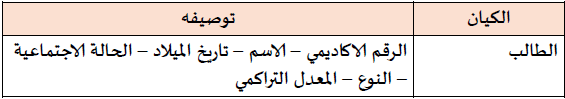 الكيان
توصيفه
الطالب
الرقم الاكاديمي – الاسم – تاريخ الميلاد – الحالة الاجتماعية
– النوع – المعدل التراكمي